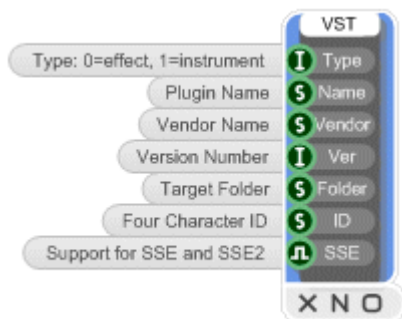 VST
Type: 0=effect, 1=instrument I Type
Plugin Name S Name
Vendor Name S Vendor
Version Number I Ver
Target Folder S Folder
Four Character ID S ID
Support for SSE and SSE2 SSE
X N O